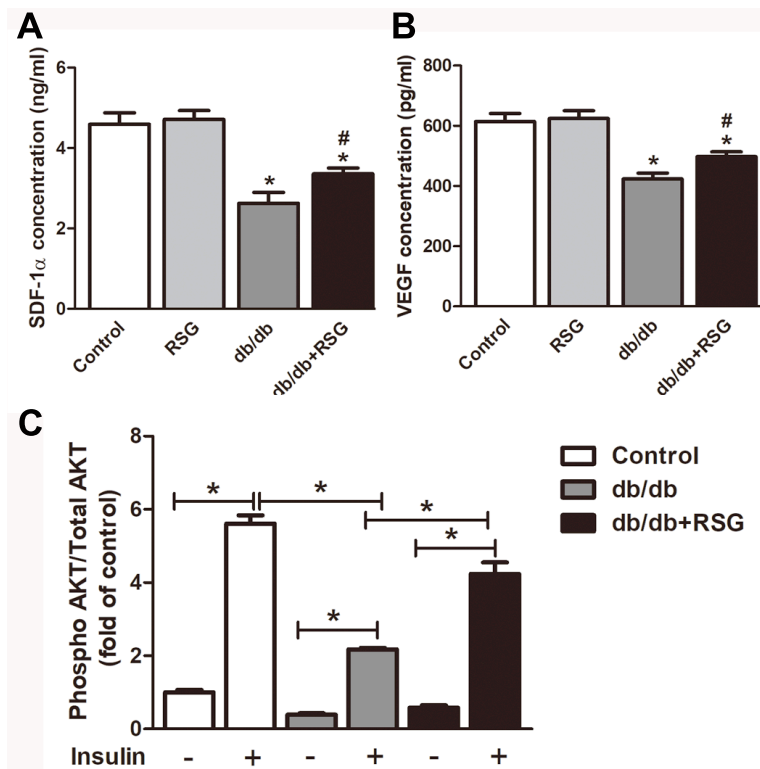 A
SDF-1α concentration (ng/ml)
6
4
2
0
*
#
*
Control
RSG
db/db
db/db+RSG
B
VEGF concentration (pg/ml)
800
600
400
200
0
*
#
*
Control
RSG
db/db
db/db+RSG
C
Phospho AKT/Total AKT
(fold of control)
8
6
4
2
0
*
*
*
*
*
Insulin - + - + - +
Control
db/db
db/db+RSG